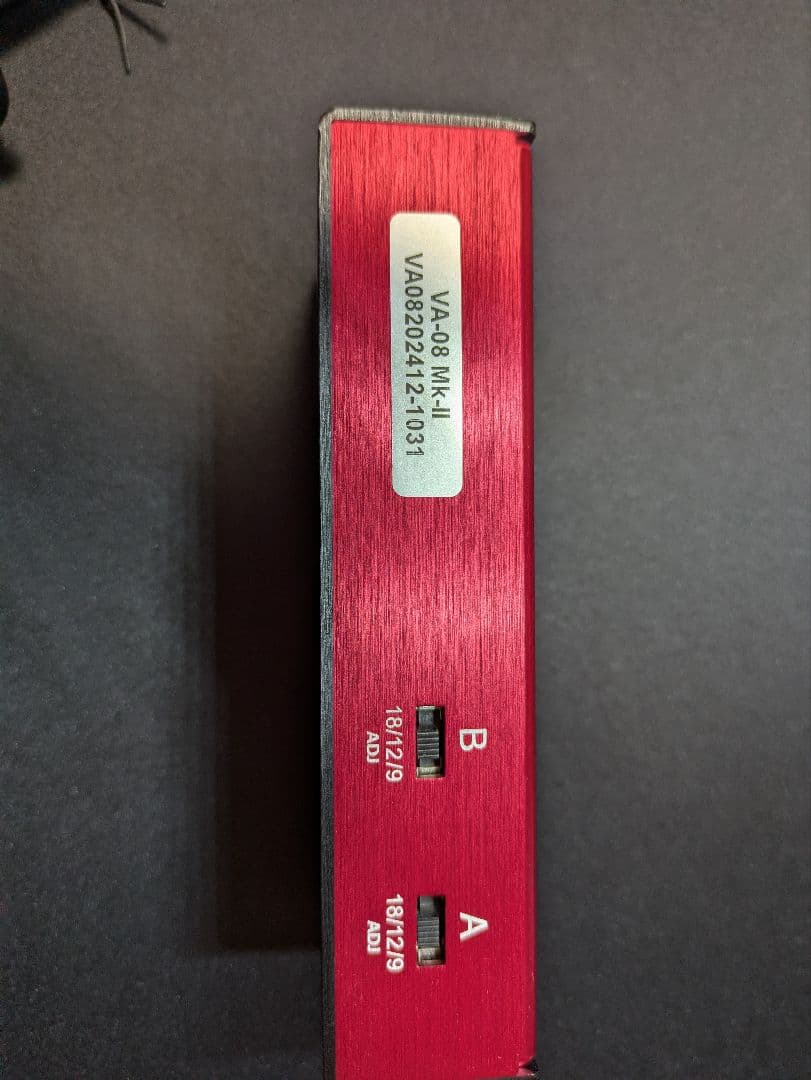 VA-08 Mk-II
VA08202412-1031
B
18/12/9
ADJ
A
18/12/9
ADJ